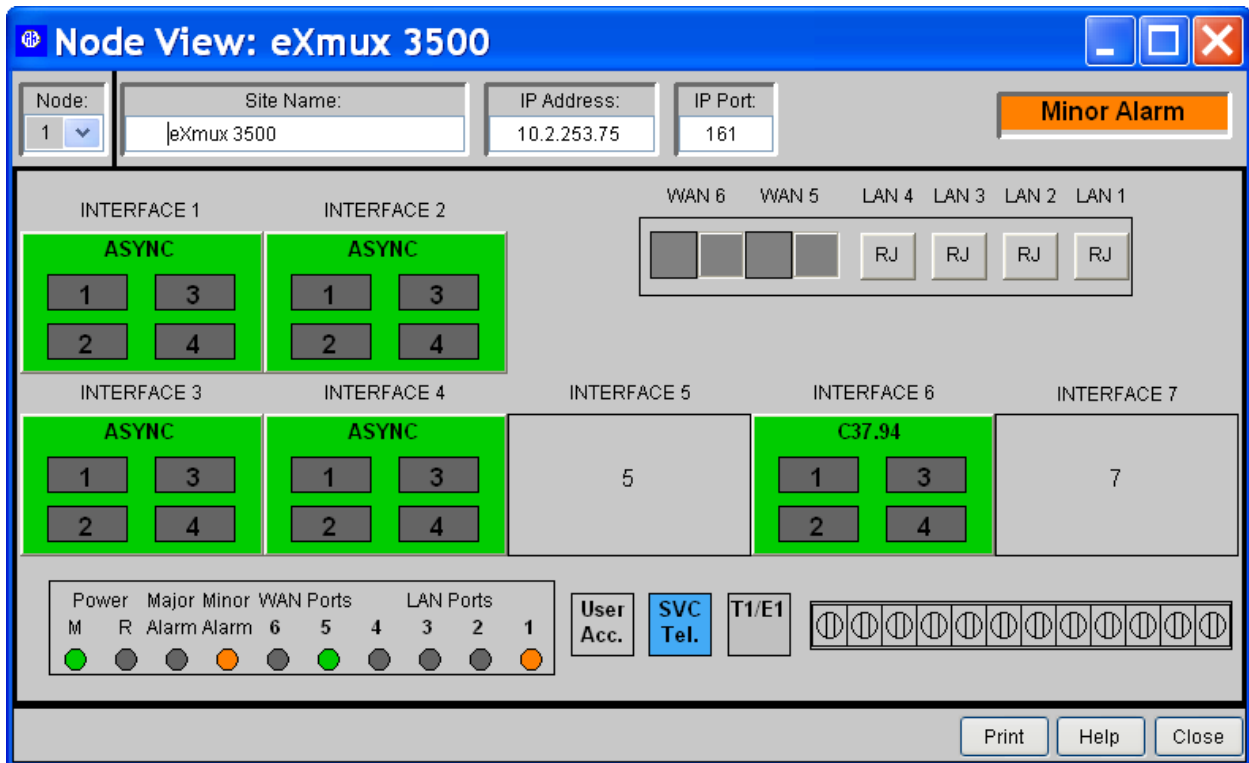 Node View: eXmux 3500
Node: Site Name: IP Address: IP Port:
1 eXmux 3500 10.2.253.75 161 Minor Alarm
WAN 6 WAN 5 LAN 4 LAN 3 LAN 2 LAN 1
INTERFACE 1 INTERFACE 2
ASYNC ASYNC RJ RJ RJ RJ
1 3 1 3
2 4 2 4
INTERFACE 3 INTERFACE 4 INTERFACE 5 INTERFACE 6 INTERFACE 7
ASYNC ASYNC C37.94
1 3 1 3 5 1 3 7
2 4 2 4 2 4
Power Major Minor WAN Ports LAN Ports User SVC T1/E1
M R Alarm Alarm 6 5 4 3 2 1 Acc. Tel.
Print Help Close